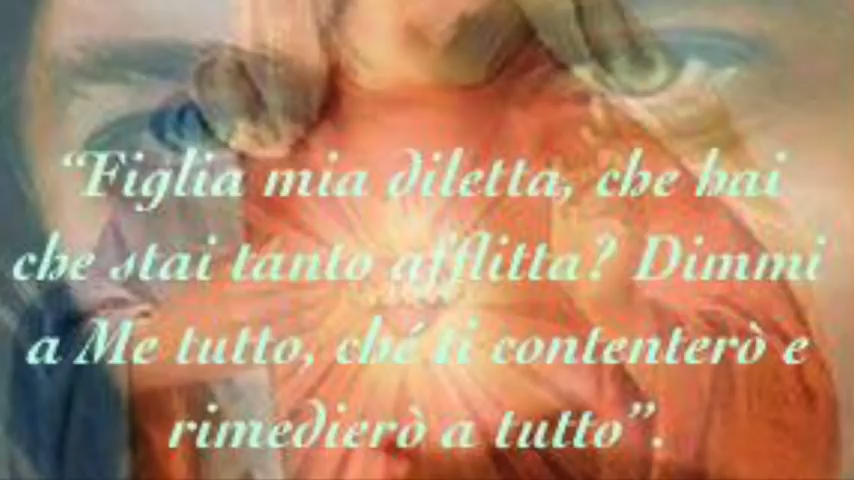 “Figlia mia diletta, che hai
che stai tanto afflitta? Dimmi
a Me tutto, ché ti contenterò e
rimedierò a tutto”.